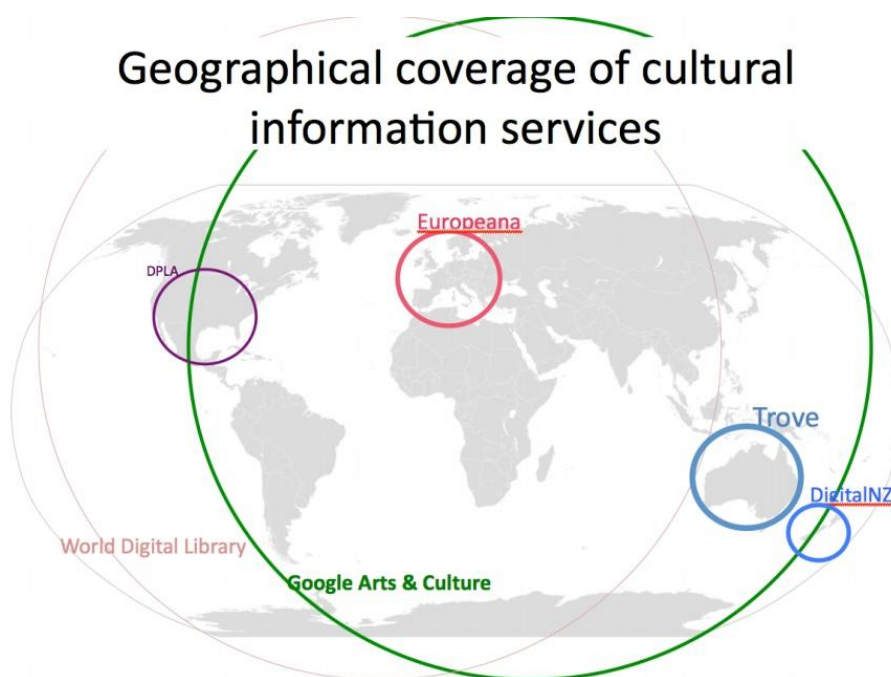 Geographical coverage of cultural
information services
Europeana
DPLA
Trove
DigitalNZ
World Digital Library
Google Arts & Culture